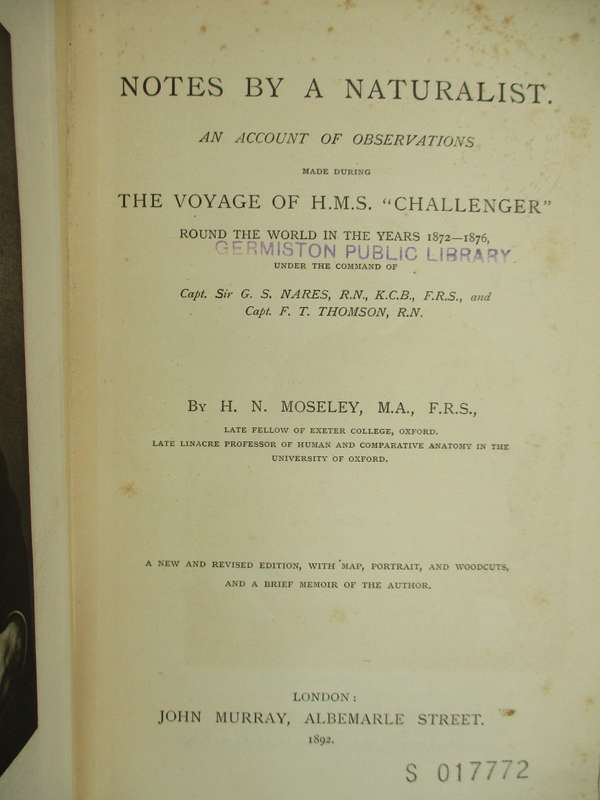 NOTES BY A NATURALIST.
AN ACCOUNT OF OBSERVATIONS
MADE DURING
THE VOYAGE OF H.M.S. "CHALLENGER"
ROUND THE WORLD IN THE YEARS 1872—1876,
GERMISTON PUBLIC LIBRARY.
UNDER THE COMMAND OF
Capt. Sir G. S. NARES, R.N., K.C.B., F.R.S., and
Capt. F. T. THOMSON, R.N.
BY H. N. MOSELEY, M.A., F.R.S.,
LATE FELLOW OF EXETER COLLEGE, OXFORD.
LATE LINACRE PROFESSOR OF HUMAN AND COMPARATIVE ANATOMY IN THE
UNIVERSITY OF OXFORD.
A NEW AND REVISED EDITION, WITH MAP, PORTRAIT, AND WOODCUTS,
AND A BRIEF MEMOIR OF THE AUTHOR.
LONDON:
JOHN MURRAY, ALBEMARLE STREET.
1892.
S 017772